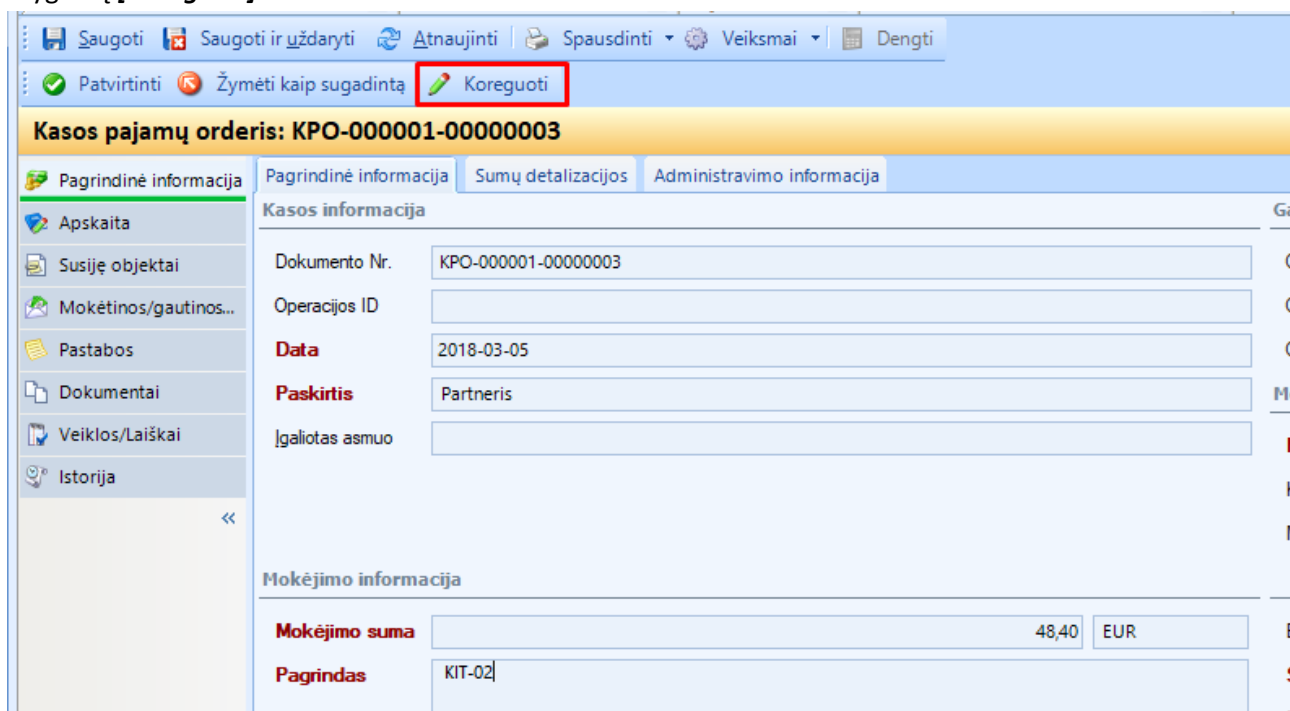 Saugoti Saugoti ir uždaryti Atnaujinti Spausdinti Veiksmai Dengti
Patvirtinti Žymėti kaip sugadintą Koreguoti
Kasos pajamų orderis: KPO-000001-00000003
Pagrindinė informacija
Apskaita
Susiję objektai
Mokėtinos/gautinos...
Pastabos
Dokumentai
Veiklos/Laiškai
Istorija
«
Pagrindinė informacija Sumų detalizacijos Administravimo informacija
Kasos informacija
Dokumento Nr. KPO-000001-00000003
Operacijos ID
Data 2018-03-05
Paskirtis Partneris
Įgaliotas asmuo
Mokėjimo informacija
Mokėjimo suma 48,40 EUR
Pagrindas KIT-02